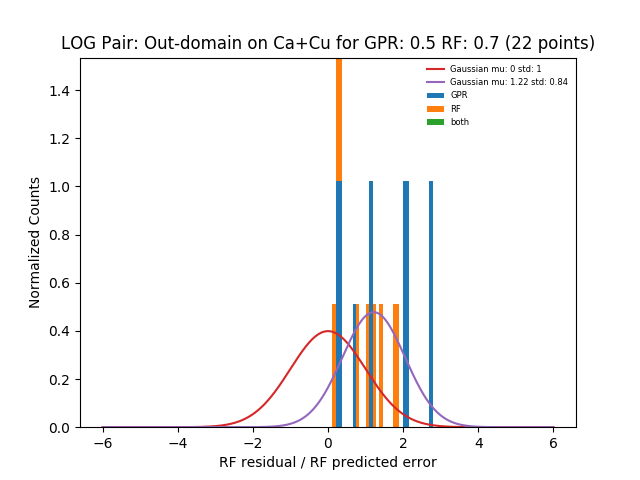 LOG Pair: Out-domain on Ca+Cu for GPR: 0.5 RF: 0.7 (22 points)
Gaussian mu: 0 std: 1
Gaussian mu: 1.22 std: 0.84
GPR
RF
both
Normalized Counts
1.4
1.2
1.0
0.8
0.6
0.4
0.2
0.0
−6 −4 −2 0 2 4 6
RF residual / RF predicted error